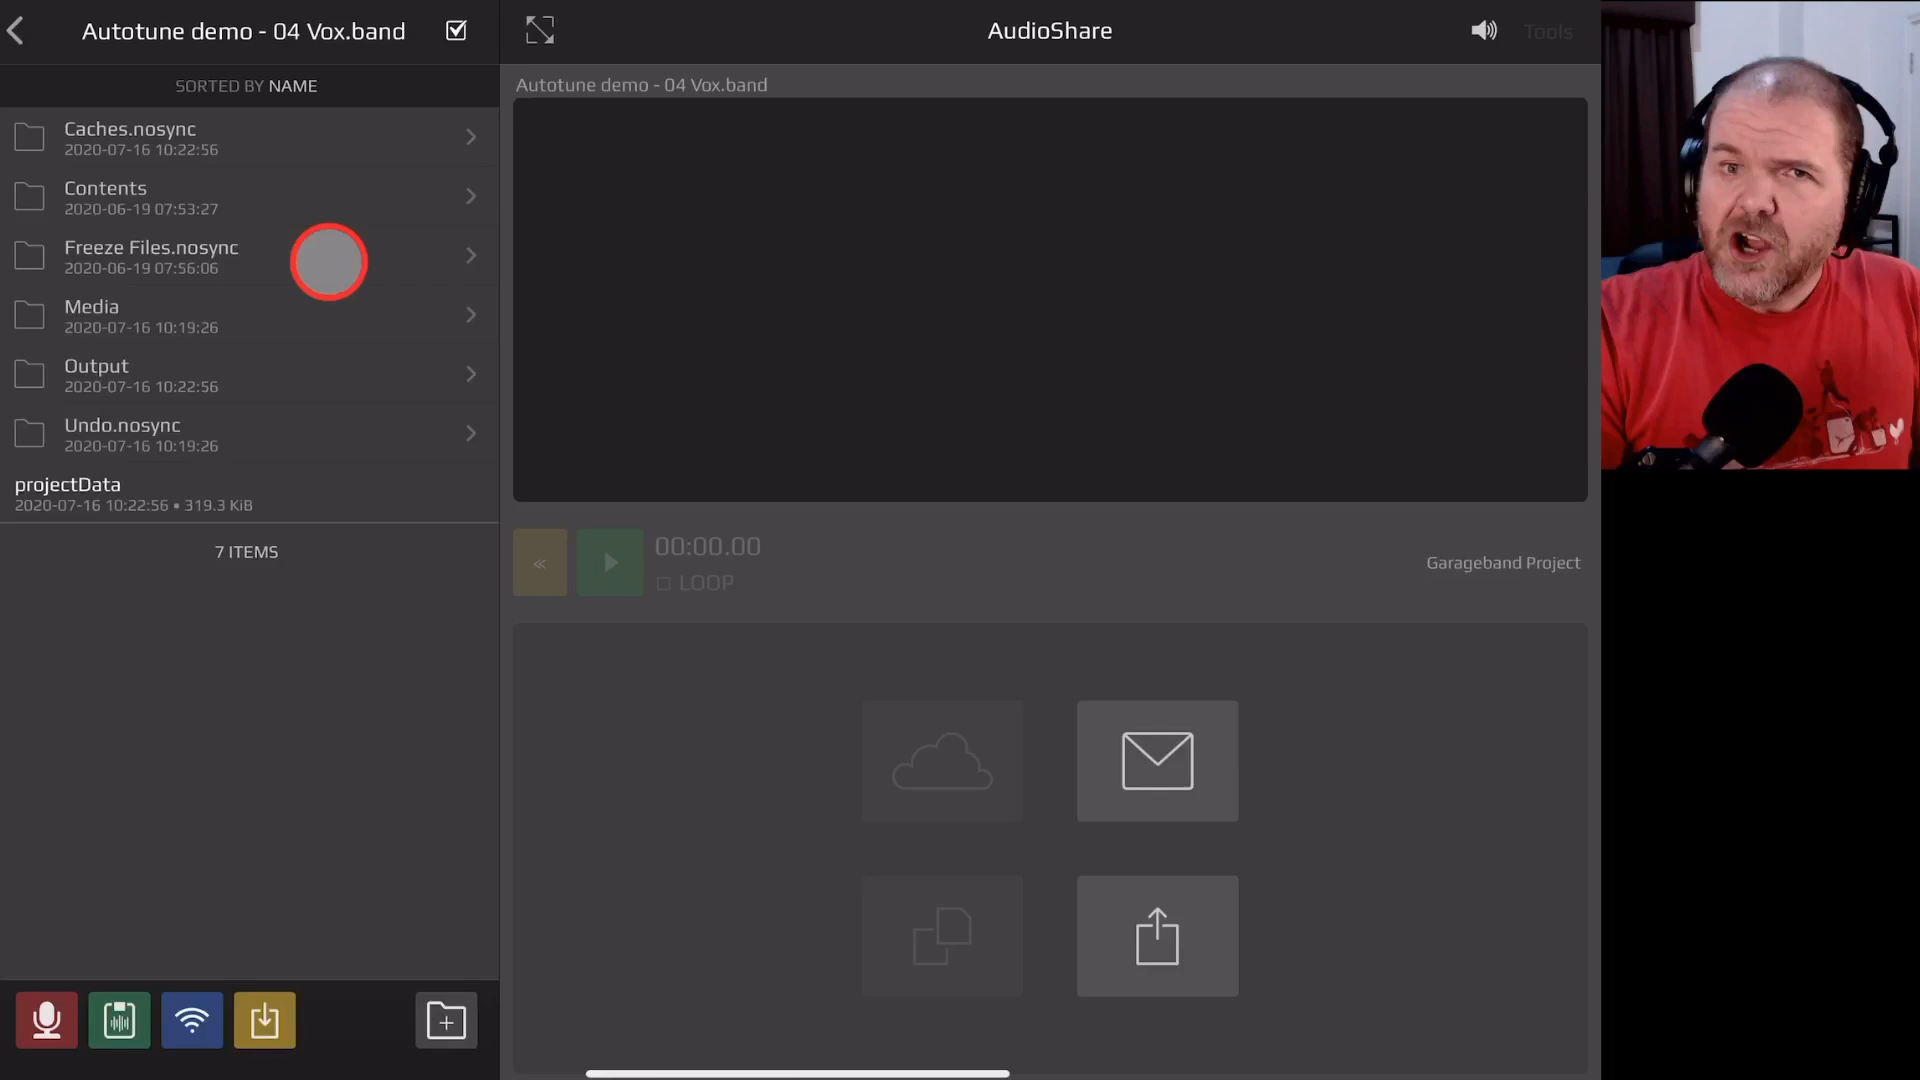 Autotune demo - 04 Vox.band
SORTED BY NAME
Caches.nosync
2020-07-16 10:22:56
Contents
2020-06-19 07:53:27
Freeze Files.nosync
2020-06-19 07:56:06
Media
2020-07-16 10:19:26
Output
2020-07-16 10:22:56
Undo.nosync
2020-07-16 10:19:26
projectData
2020-07-16 10:22:56 • 319.3 KiB
7 ITEMS
AudioShare
Tools
Autotune demo - 04 Vox.band
00:00.00
LOOP
Garageband Project